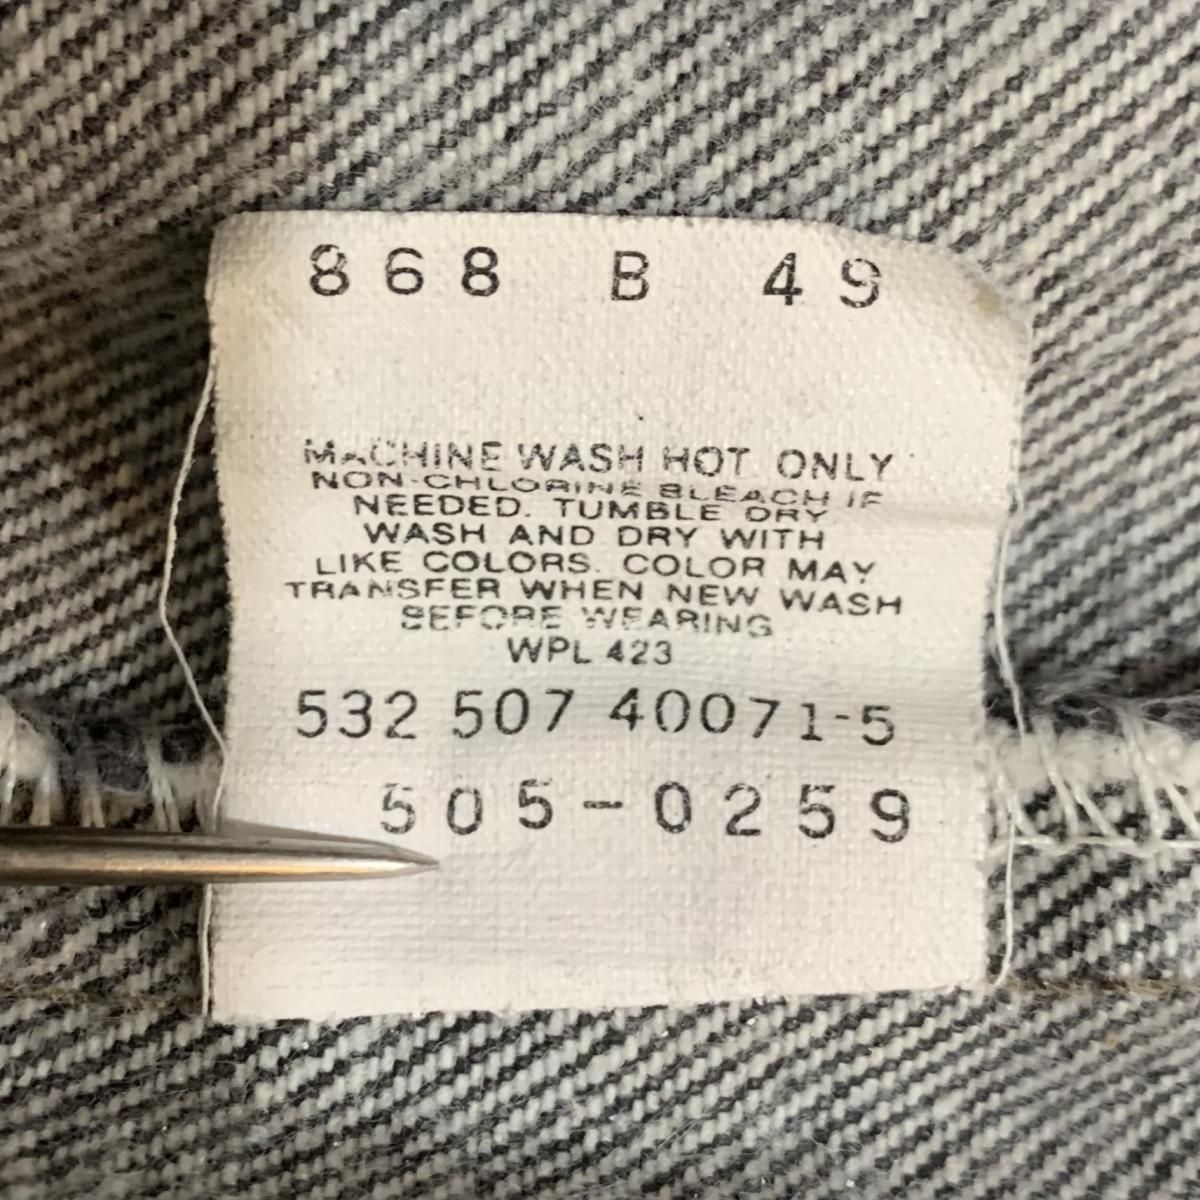 868 B 49
MACHINE WASH HOT ONLY
NON-CHLORINE BLEACH IF
NEEDED. TUMBLE DRY
WASH AND DRY WITH
LIKE COLORS. COLOR MAY
TRANSFER WHEN NEW WASH
BEFORE WEARING
WPL 423
532 507 40071-5
505-0259